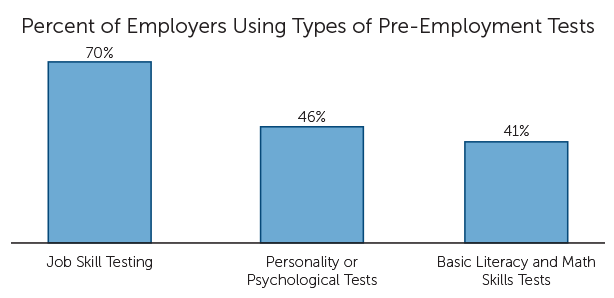 Percent of Employers Using Types of Pre-Employment Tests
70%
46%
41%
Job Skill Testing
Personality or
Psychological Tests
Basic Literacy and Math
Skills Tests